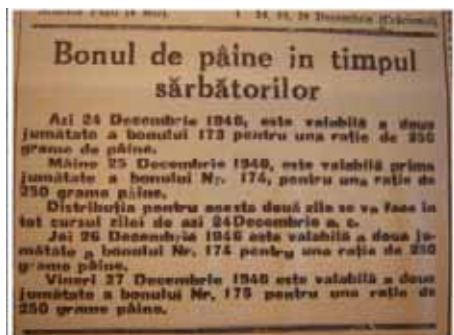 24, 25, 26 Decembrie (Crăciunul)
Bonul de pâine in timpul
sărbătorilor
Azi 24 Decembrie 1946, este valabilă a doua
jumătate a bonului 173 pentru una rație de 250
grame de pâine.
Mâine 25 Decembrie 1946, este valabilă prima
jumătate a bonului Nr. 174, pentru una rație de
250 grame pâine.
Distribuția pentru aceste două zile se va face in
tot cursul zilei de azi 24 Decembrie a. c.
Joi 26 Decembrie 1946 este valabilă a doua ju-
mătate a bonului Nr. 174 pentru una rație de 250
grame pâine.
Vineri 27 Decembrie 1946 este valabilă a doua
jumătate a bonului Nr. 175 pentru una rație de
250 grame pâine.